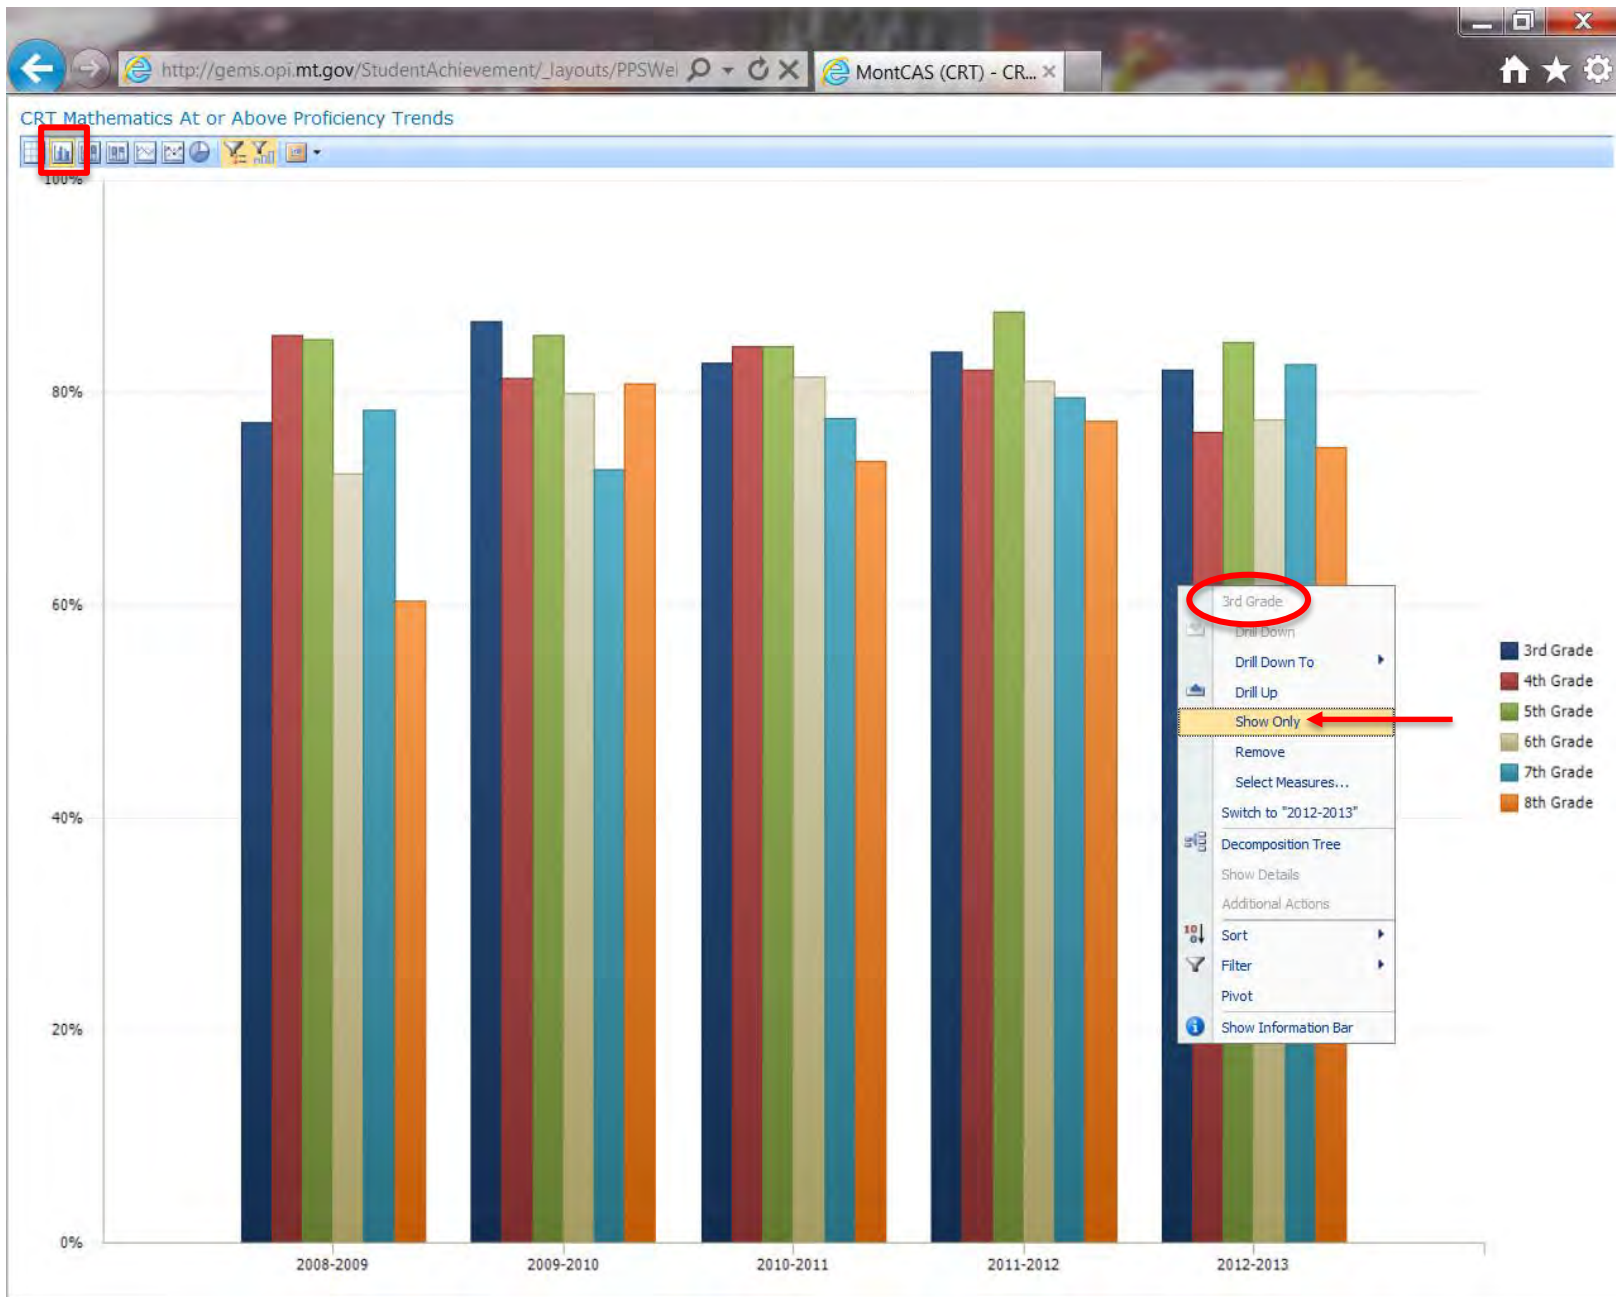 http://gems.opi.mt.gov/StudentAchievement/_layouts/PPSWel
MontCAS (CRT) - CR... ×
CRT Mathematics At or Above Proficiency Trends
100%
80%
60%
40%
20%
0%
2008-2009
2009-2010
2010-2011
2011-2012
2012-2013
3rd Grade
Drill Down
Drill Down To
Drill Up
Show Only
Remove
Select Measures...
Switch to "2012-2013"
Decomposition Tree
Show Details
Additional Actions
Sort
Filter
Pivot
Show Information Bar
3rd Grade
4th Grade
5th Grade
6th Grade
7th Grade
8th Grade